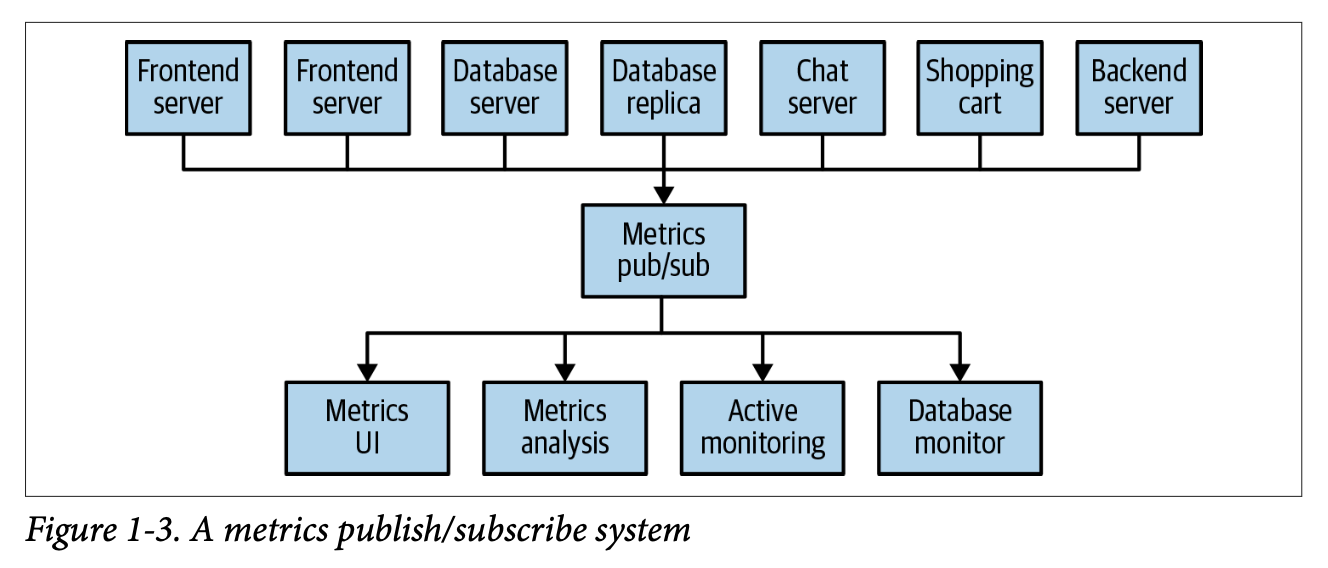 Frontend
server
Frontend
server
Database
server
Database
replica
Chat
server
Shopping
cart
Backend
server
Metrics
pub/sub
Metrics
UI
Metrics
analysis
Active
monitoring
Database
monitor
Figure 1-3. A metrics publish/subscribe system